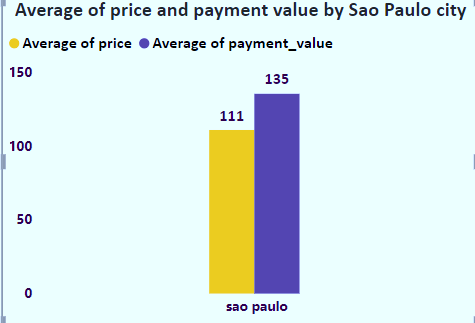 Average of price and payment value by Sao Paulo city
Average of price Average of payment_value
150
135
111
100
50
0
sao paulo